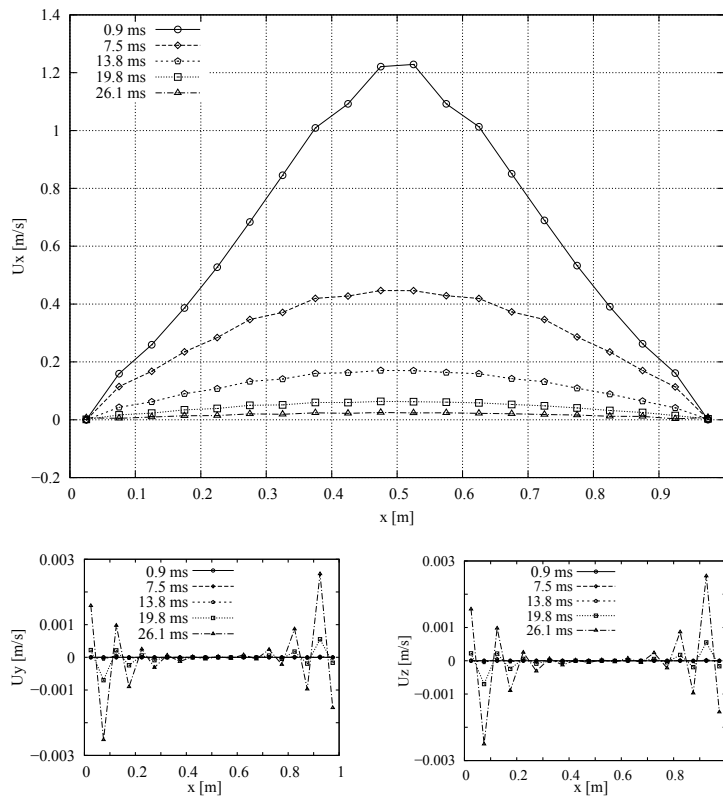 1.4
1.2
1
0.8
0.6
0.4
0.2
0
−0.2
Ux [m/s]
0.9 ms
7.5 ms
13.8 ms
19.8 ms
26.1 ms
0 0.1 0.2 0.3 0.4 0.5 0.6 0.7 0.8 0.9
x [m]
0.003
0.001
0
−0.001
−0.003
Uy [m/s]
0.9 ms
7.5 ms
13.8 ms
19.8 ms
26.1 ms
0 0.2 0.4 0.6 0.8 1
x [m]
0.003
0.001
0
−0.001
−0.003
Uz [m/s]
0.9 ms
7.5 ms
13.8 ms
19.8 ms
26.1 ms
0 0.2 0.4 0.6 0.8
x [m]